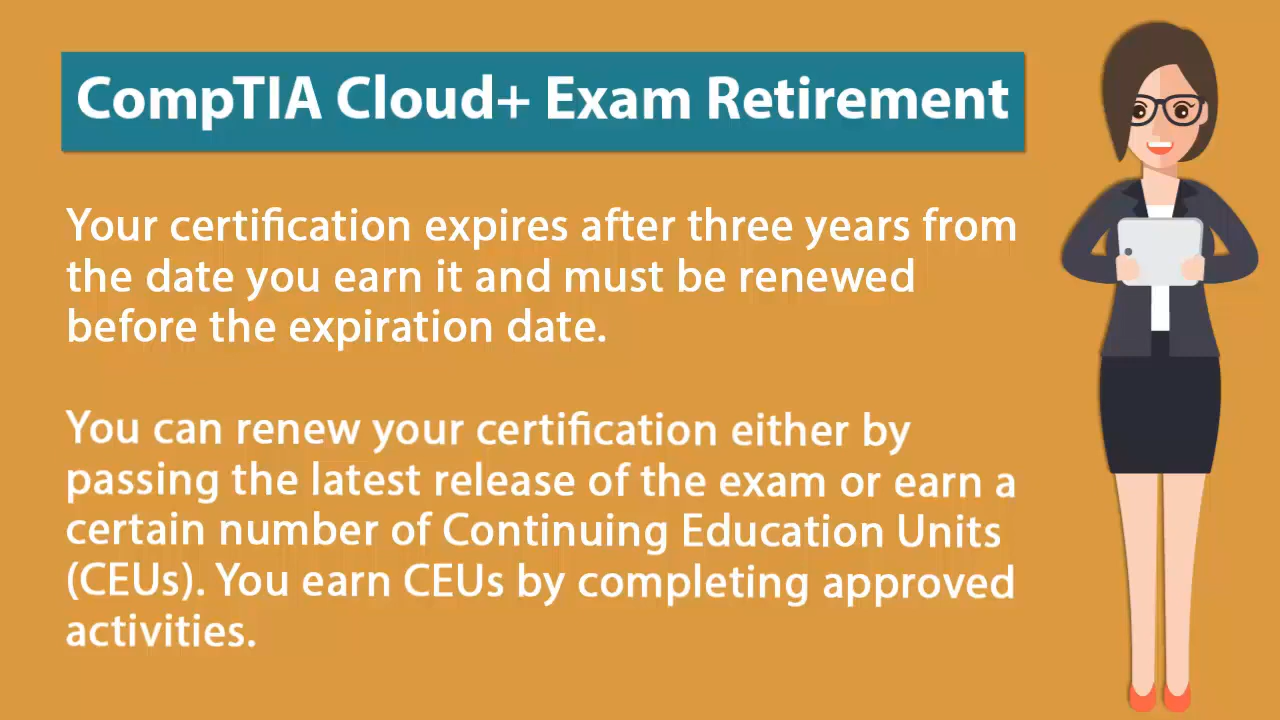 CompTIA Cloud+ Exam Retirement
Your certification expires after three years from
the date you earn it and must be renewed
before the expiration date.
You can renew your certification either by
passing the latest release of the exam or earn a
certain number of Continuing Education Units
(CEUs). You earn CEUs by completing approved
activities.